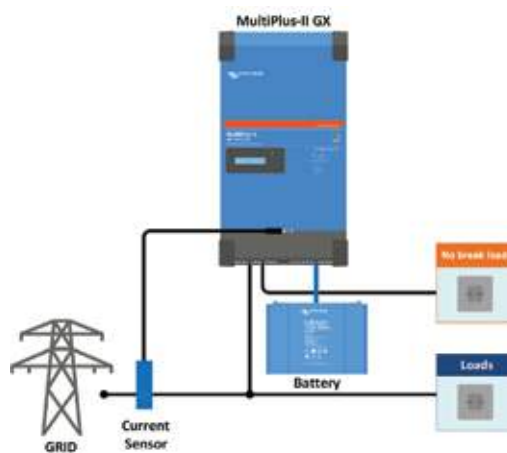 MultiPlus-II GX
No break load
Loads
Battery
Current
Sensor
GRID